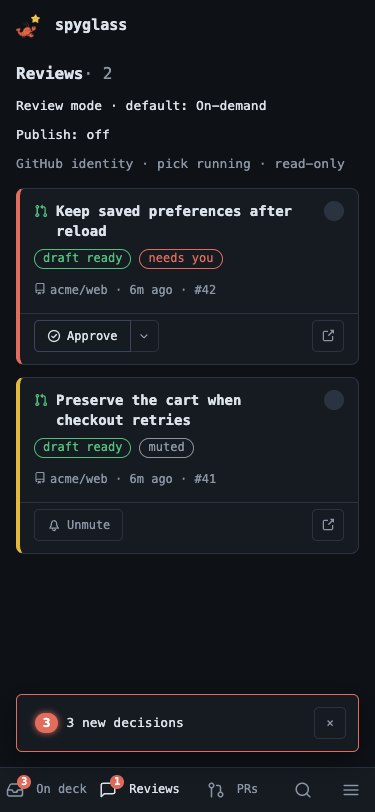 spyglass
Reviews· 2
Review mode · default: On-demand
Publish: off
GitHub identity · pick running · read-only
Keep saved preferences after
reload
draft ready needs you
acme/web · 6m ago · #42
Approve
Preserve the cart when
checkout retries
draft ready muted
acme/web · 6m ago · #41
Unmute
3 3 new decisions ×
3 On deck 1 Reviews PRs